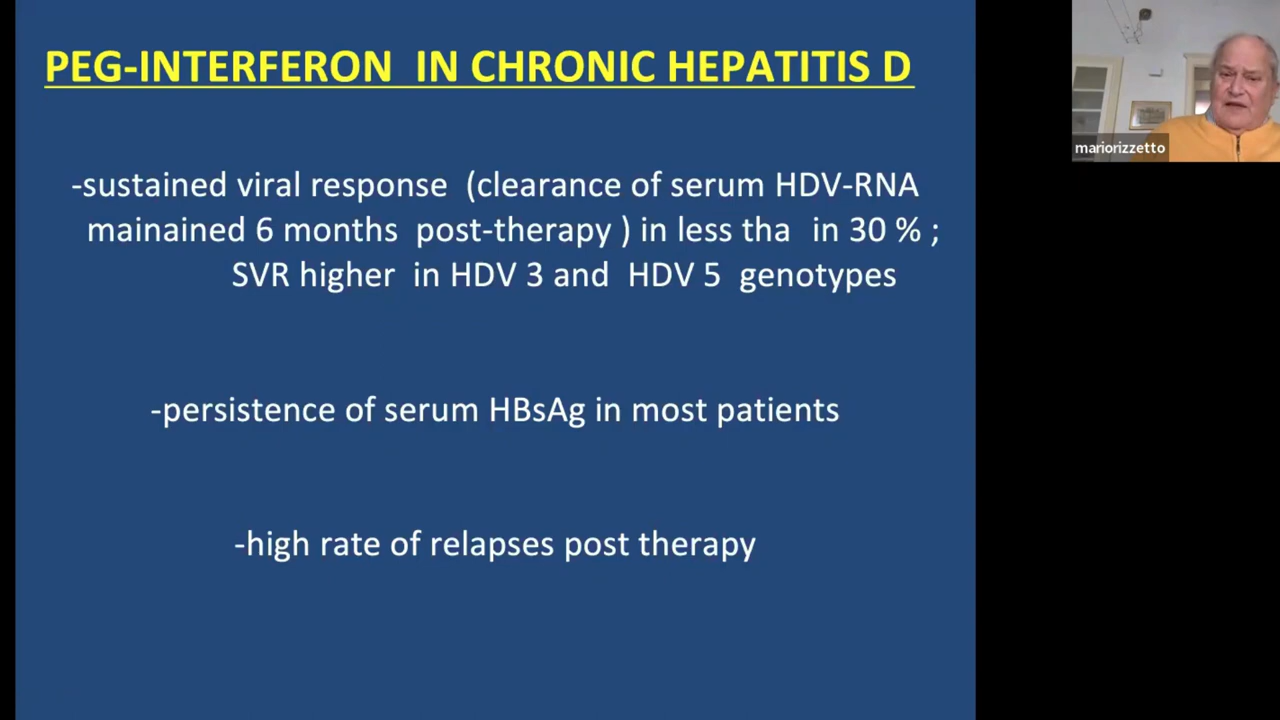 PEG-INTERFERON IN CHRONIC HEPATITIS D
-sustained viral response (clearance of serum HDV-RNA
mainained 6 months post-therapy ) in less tha in 30 % ;
SVR higher in HDV 3 and HDV 5 genotypes
-persistence of serum HBsAg in most patients
-high rate of relapses post therapy
mariorizzetto